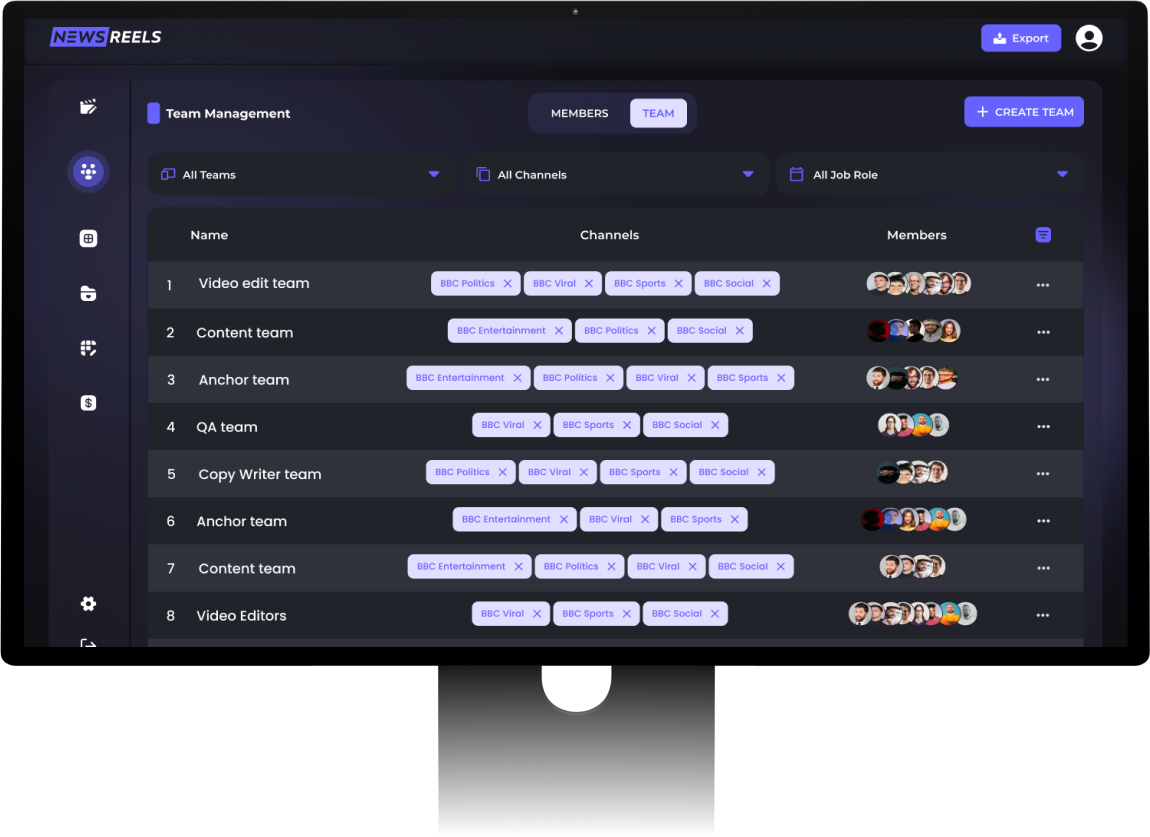 NEWS REELS
Export
Team Management
MEMBERS
TEAM
+ CREATE TEAM
All Teams
All Channels
All Job Role
Name Channels Members
1 Video edit team BBC Politics X BBC Viral X BBC Sports X BBC Social X ...
2 Content team BBC Entertainment X BBC Politics X BBC Social X ...
3 Anchor team BBC Entertainment X BBC Politics X BBC Viral X BBC Sports X ...
4 QA team BBC Viral X BBC Sports X BBC Social X ...
5 Copy Writer team BBC Politics X BBC Viral X BBC Sports X BBC Social X ...
6 Anchor team BBC Entertainment X BBC Viral X BBC Sports X ...
7 Content team BBC Entertainment X BBC Politics X BBC Viral X BBC Social X ...
8 Video Editors BBC Viral X BBC Sports X BBC Social X ...